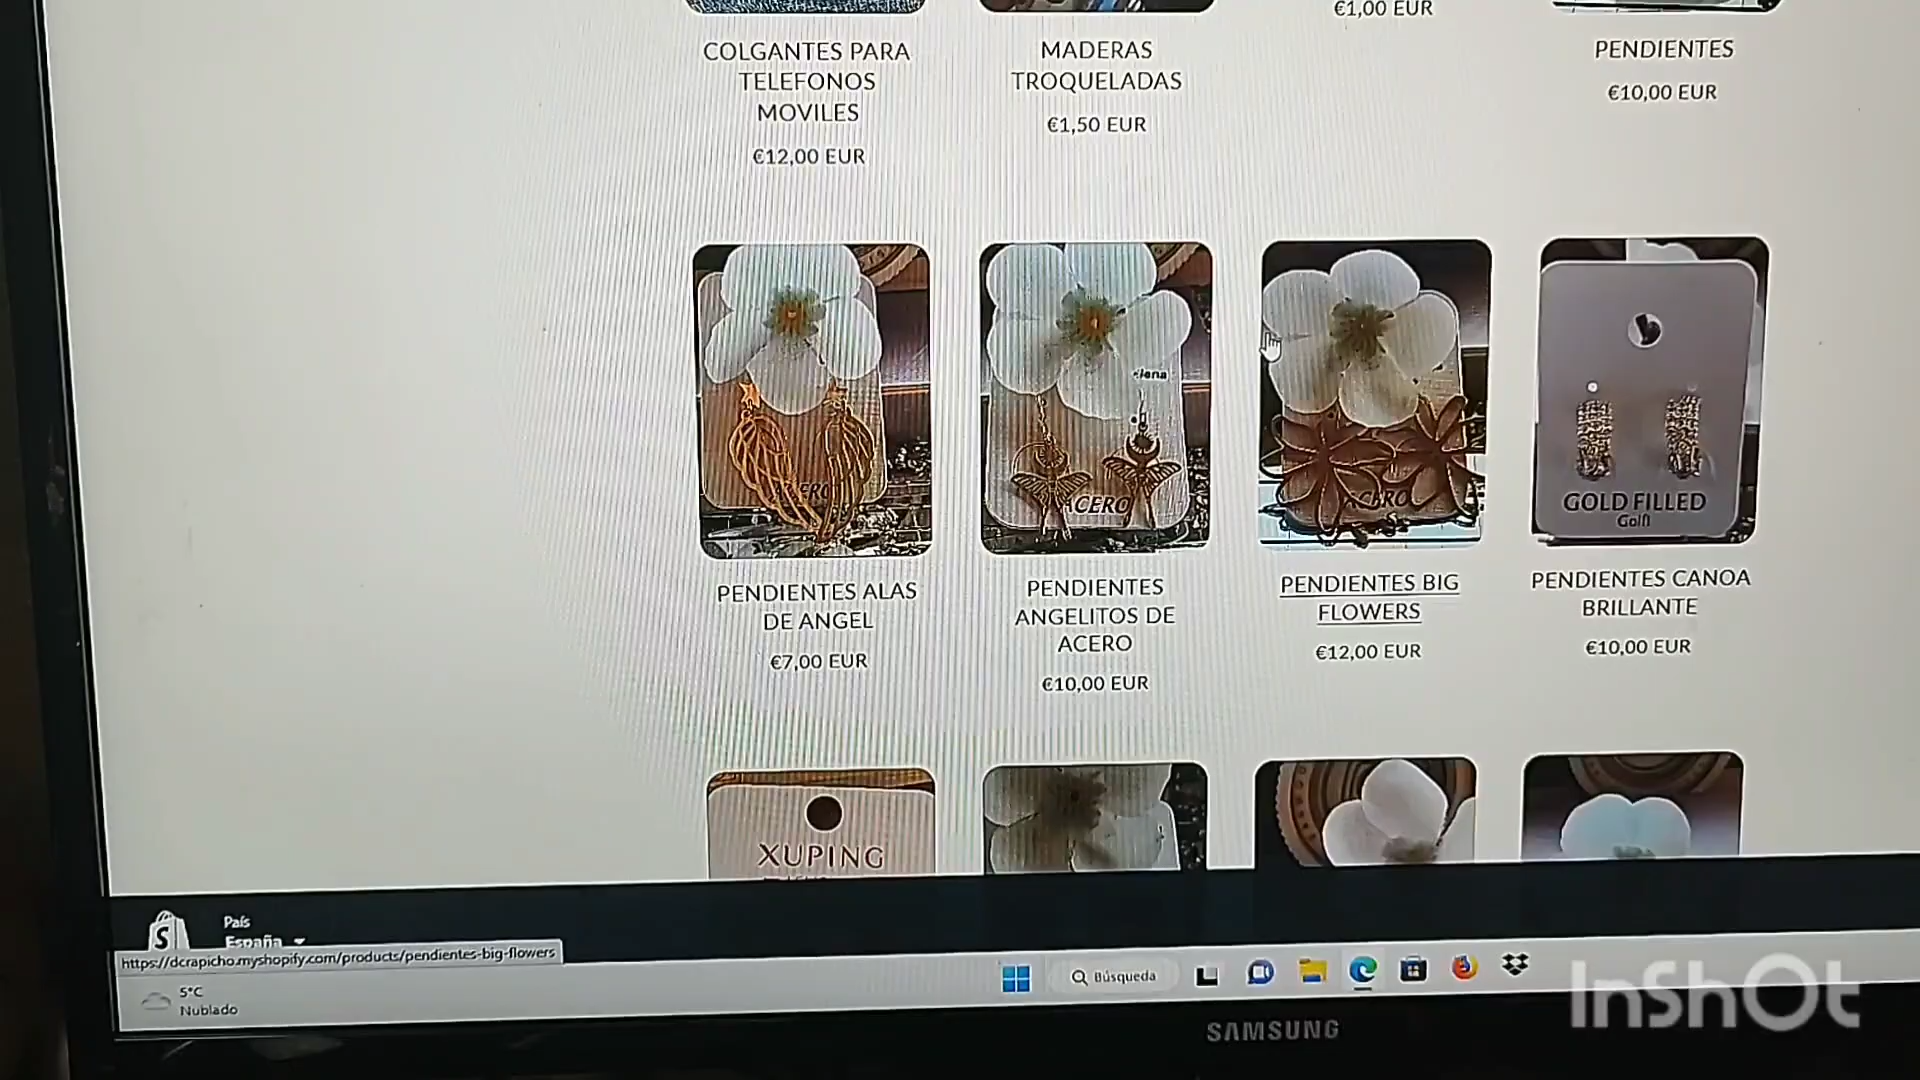 €1,00 EUR
COLGANTES PARA
TELEFONOS
MOVILES
€12,00 EUR
MADERAS
TROQUELADAS
€1,50 EUR
PENDIENTES
€10,00 EUR
Elena
ACERO
ACERO
ACERO
GOLD FILLED
Golfi
PENDIENTES ALAS
DE ANGEL
€7,00 EUR
PENDIENTES
ANGELITOS DE
ACERO
€10,00 EUR
PENDIENTES BIG
FLOWERS
€12,00 EUR
PENDIENTES CANOA
BRILLANTE
€10,00 EUR
XUPING
País
España
https://dcrapicho.myshopify.com/products/pendientes-big-flowers
5°C
Nublado
Búsqueda
SAMSUNG
InShOt